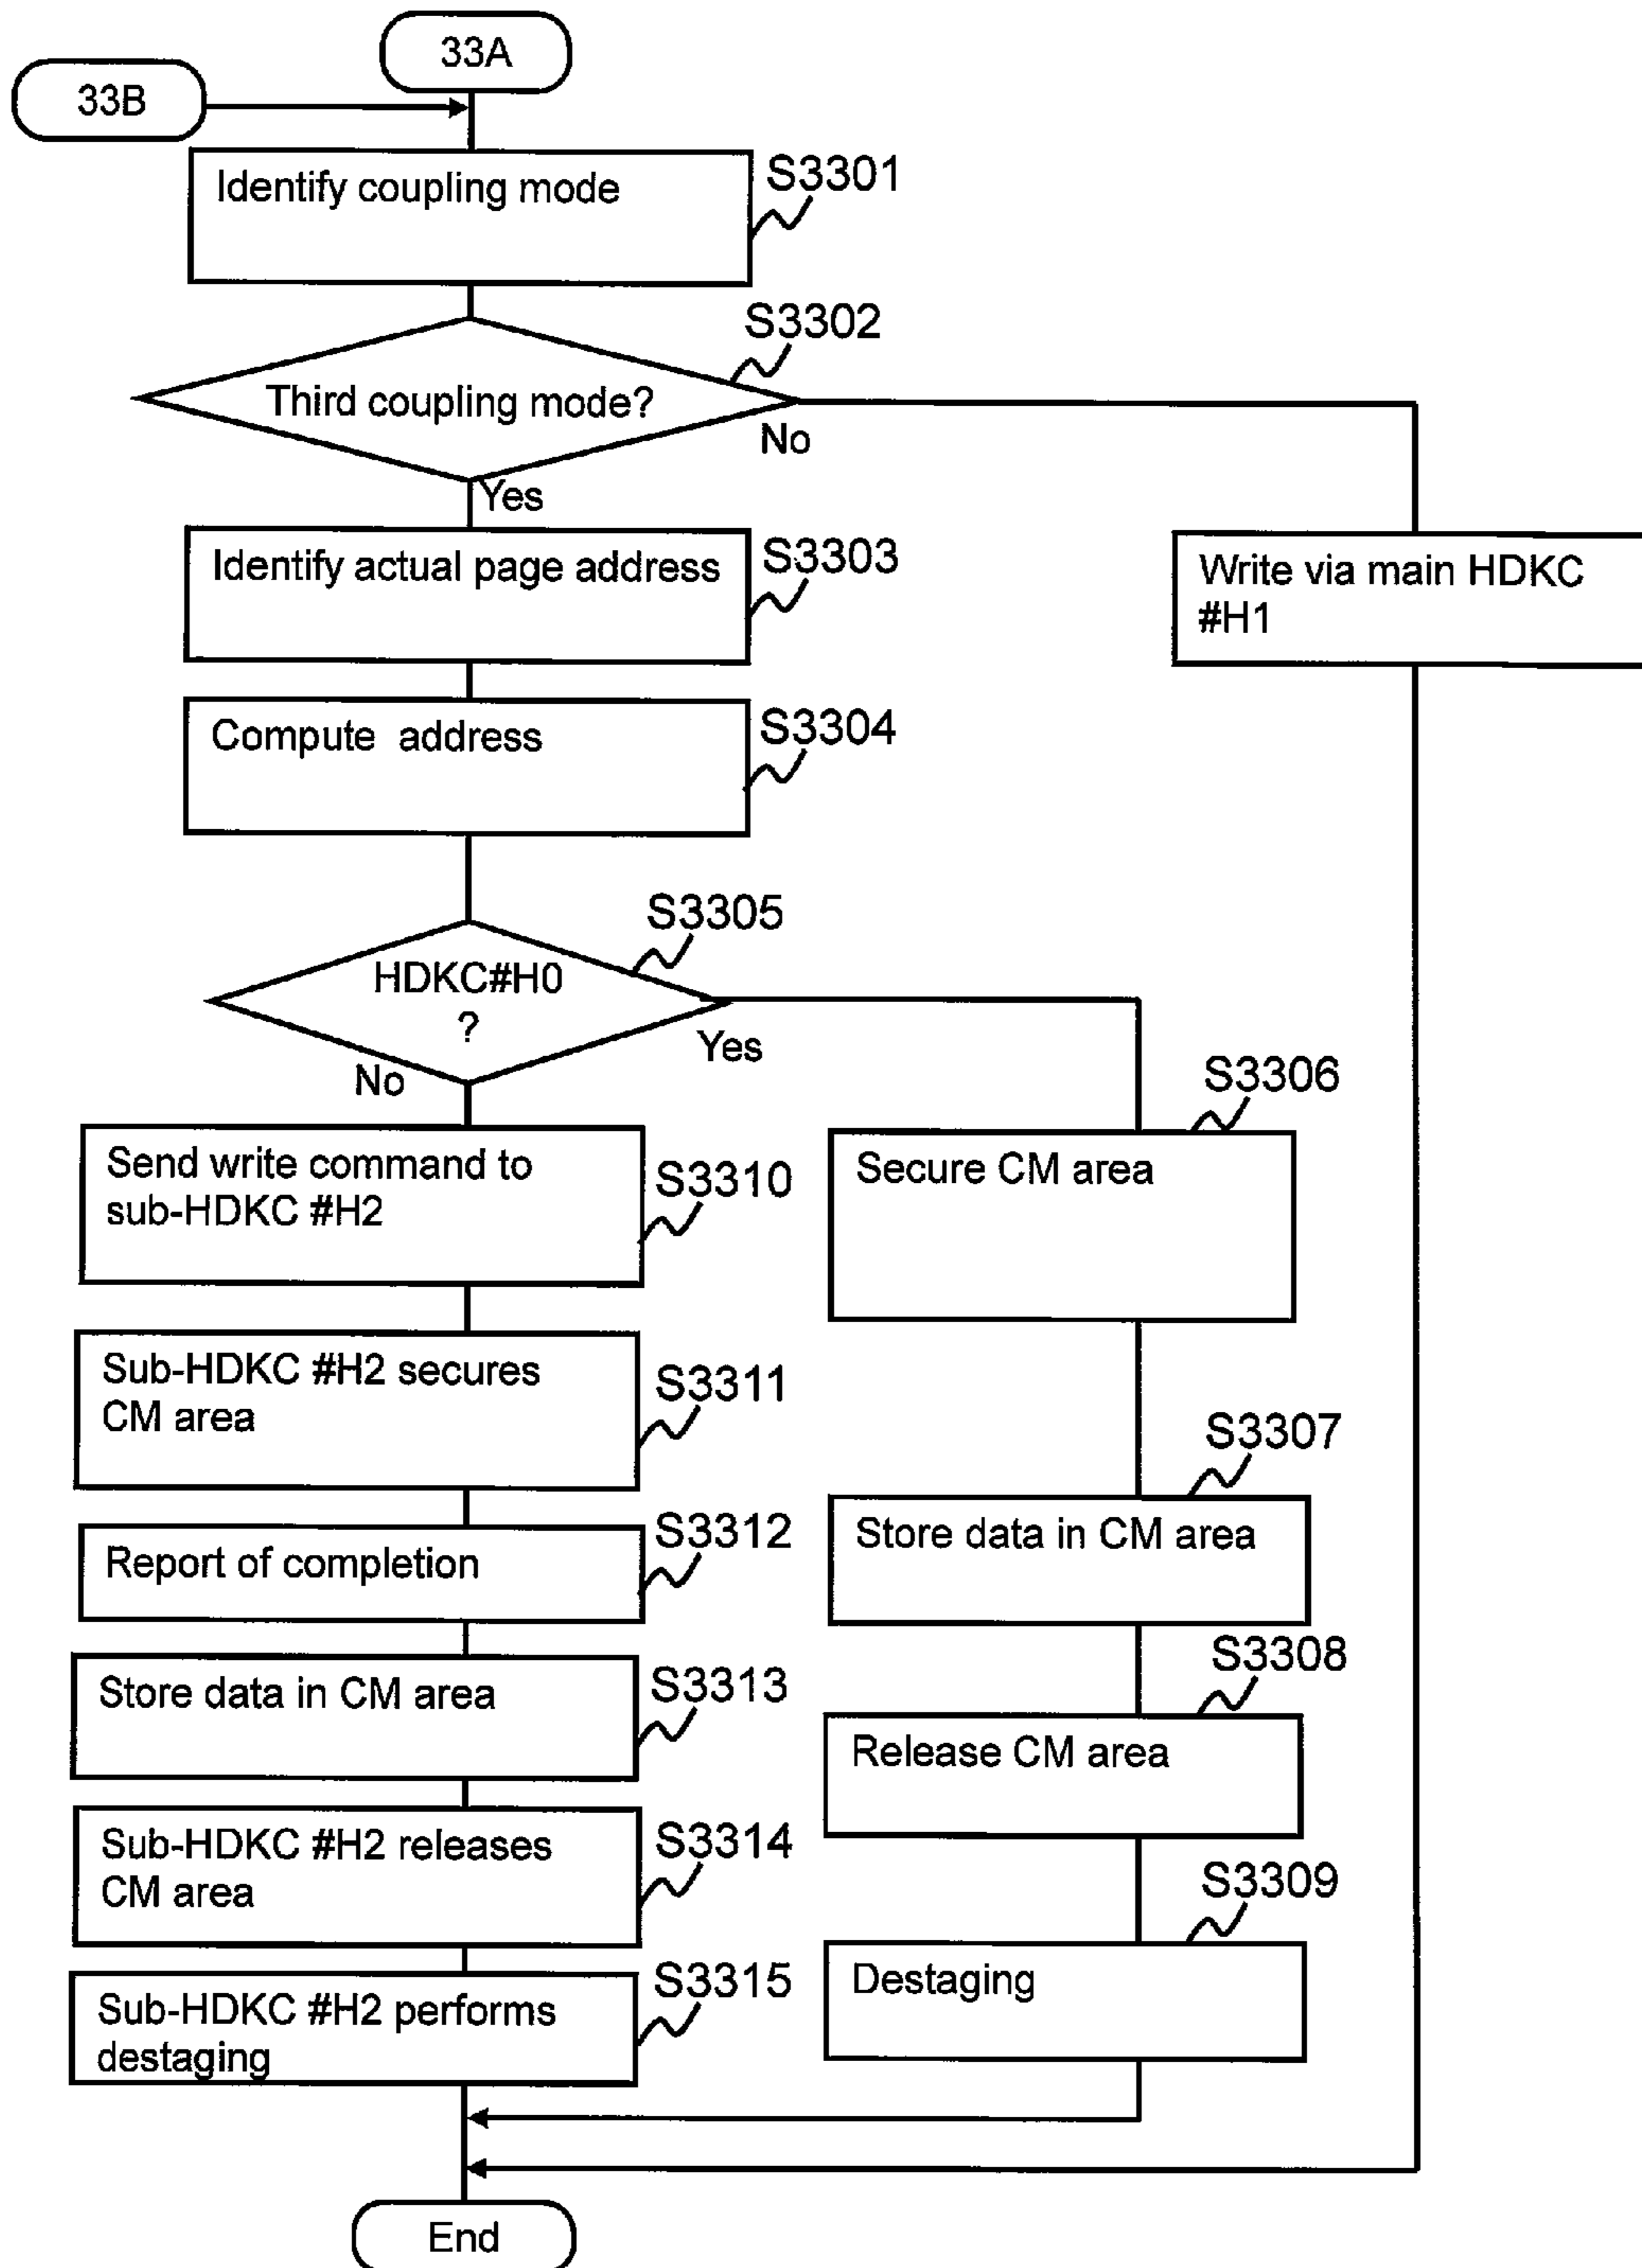 33A
33B
Identify coupling mode
S3301
S3302
Third coupling mode?
No
Yes
Identify actual page address
S3303
Write via main HDKC
#H1
Compute address
S3304
S3305
HDKC#H0
?
Yes
No
S3306
Send write command to
sub-HDKC #H2
S3310
Secure CM area
Sub-HDKC #H2 secures
CM area
S3311
S3307
Report of completion
S3312
Store data in CM area
S3308
Store data in CM area
S3313
Release CM area
Sub-HDKC #H2 releases
CM area
S3314
S3309
Sub-HDKC #H2 performs
destaging
S3315
Destaging
End